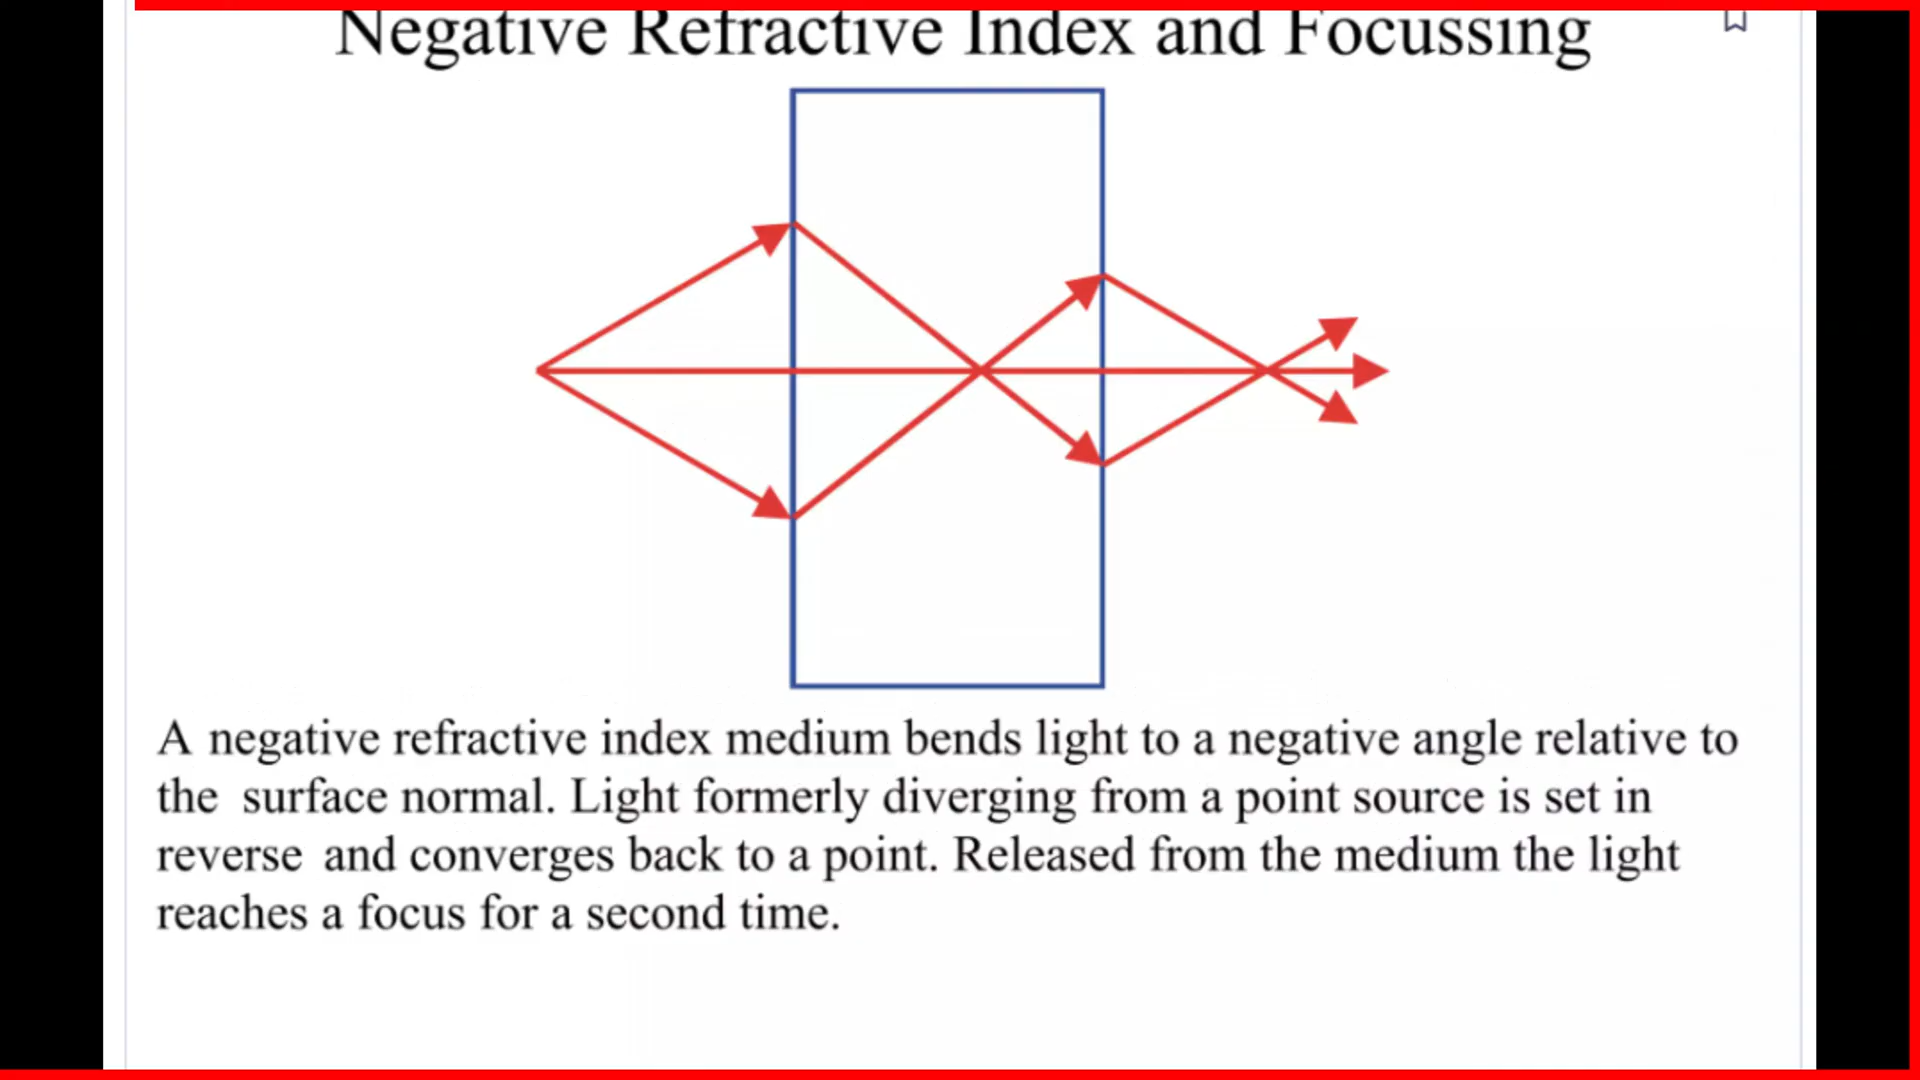 Negative Refractive Index and Focussing
A negative refractive index medium bends light to a negative angle relative to
the surface normal. Light formerly diverging from a point source is set in
reverse and converges back to a point. Released from the medium the light
reaches a focus for a second time.